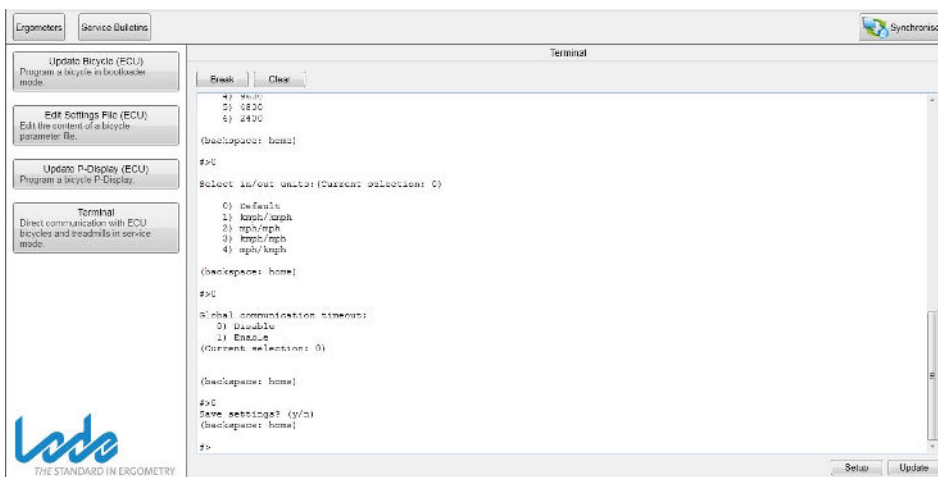 Ergometers
Service Bulletins
Synchronise
Update Bicycle (ECU)
Program a bicycle in bootloader
mode.
Edit Settings File (ECU)
Edit the content of a bicycle
parameter file.
Update P-Display (ECU)
Program a bicycle P-Display.
Terminal
Direct communication with ECU
bicycles and treadmills in service
mode.
Terminal
Break
Clear
4) 9600
5) 4800
6) 2400
(backspace: home)
#>0
Select in/out units:(Current selection: 0)
0) Default
1) kmph/kmph
2) mph/mph
3) kmph/mph
4) mph/kmph
(backspace: home)
#>0
Global communication timeout:
0) Disable
1) Enable
(Current selection: 0)
(backspace: home)
#>0
Save settings? (y/n)
(backspace: home)
#>
Setup
Update
Lode
THE STANDARD IN ERGOMETRY